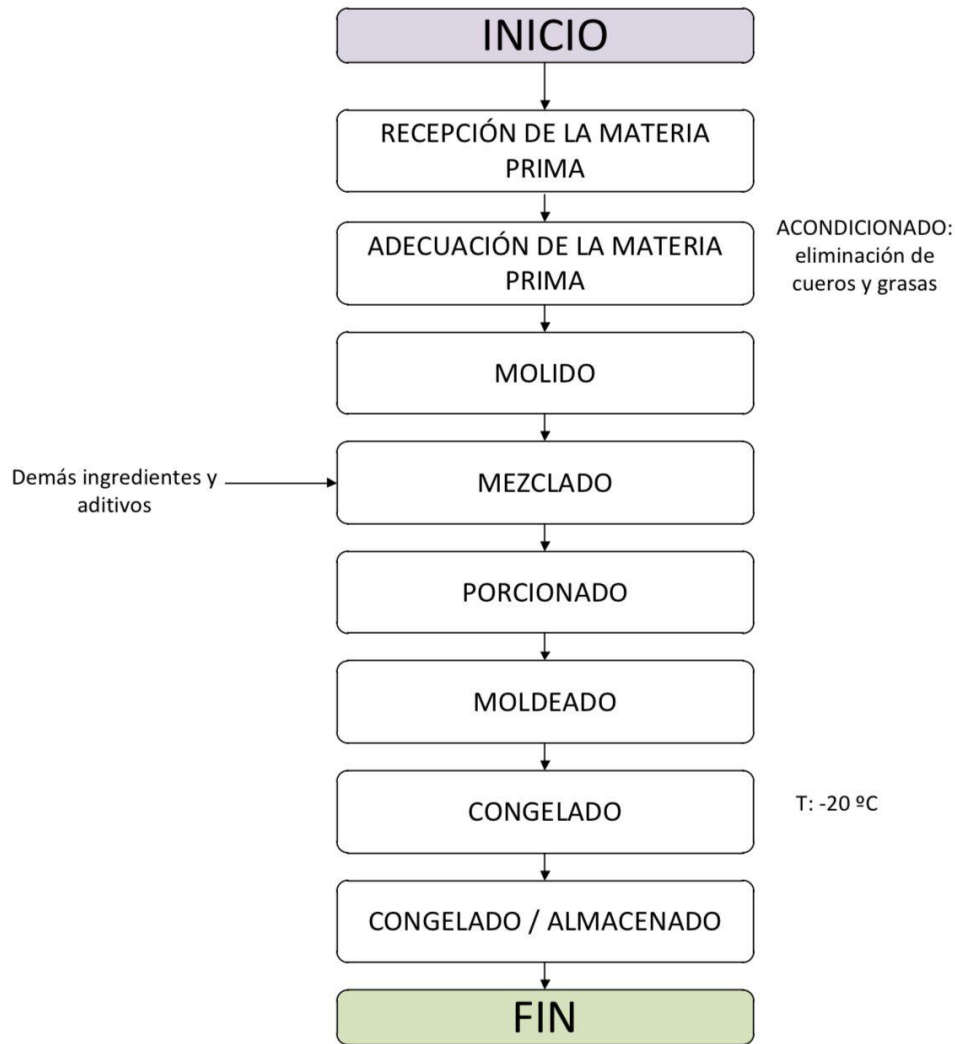 INICIO
RECEPCIÓN DE LA MATERIA
PRIMA
ADECUACIÓN DE LA MATERIA
PRIMA
ACONDICIONADO:
eliminación de
cueros y grasas
MOLIDO
Demás ingredientes y
aditivos
MEZCLADO
PORCIONADO
MOLDEADO
CONGELADO
T: -20 ºC
CONGELADO / ALMACENADO
FIN